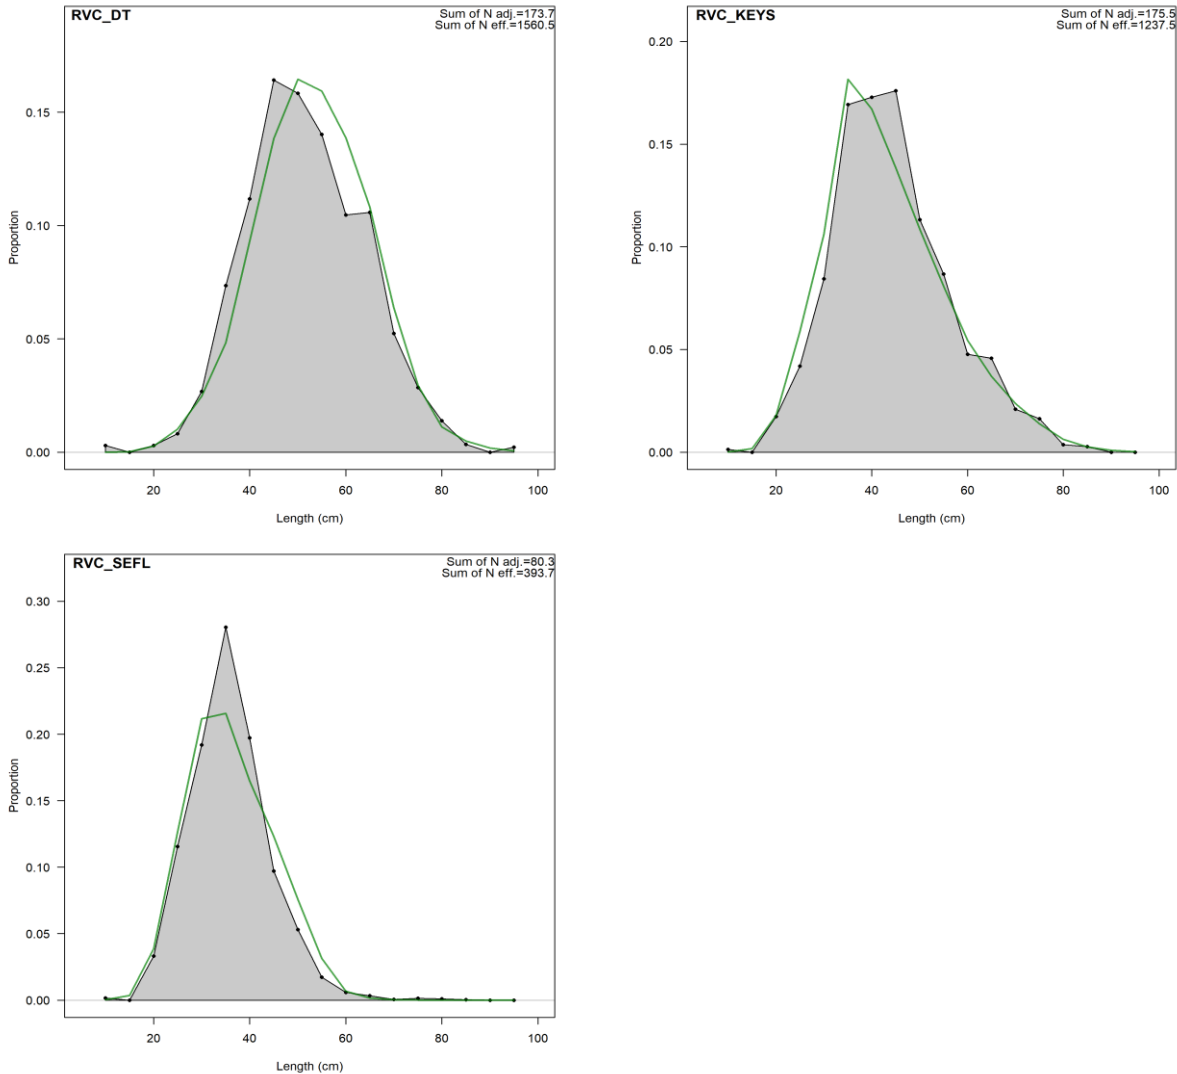 RVC_DT
Sum of N adj.=173.7
Sum of N eff.=1560.5
0.15
0.10
0.05
0.00
Proportion
20 40 60 80 100
Length (cm)
RVC_KEYS
Sum of N adj.=175.5
Sum of N eff.=1237.5
0.20
0.15
0.10
0.05
0.00
Proportion
20 40 60 80 100
Length (cm)
RVC_SEFL
Sum of N adj.=80.3
Sum of N eff.=393.7
0.30
0.25
0.20
0.15
0.10
0.05
0.00
Proportion
20 40 60 80 100
Length (cm)